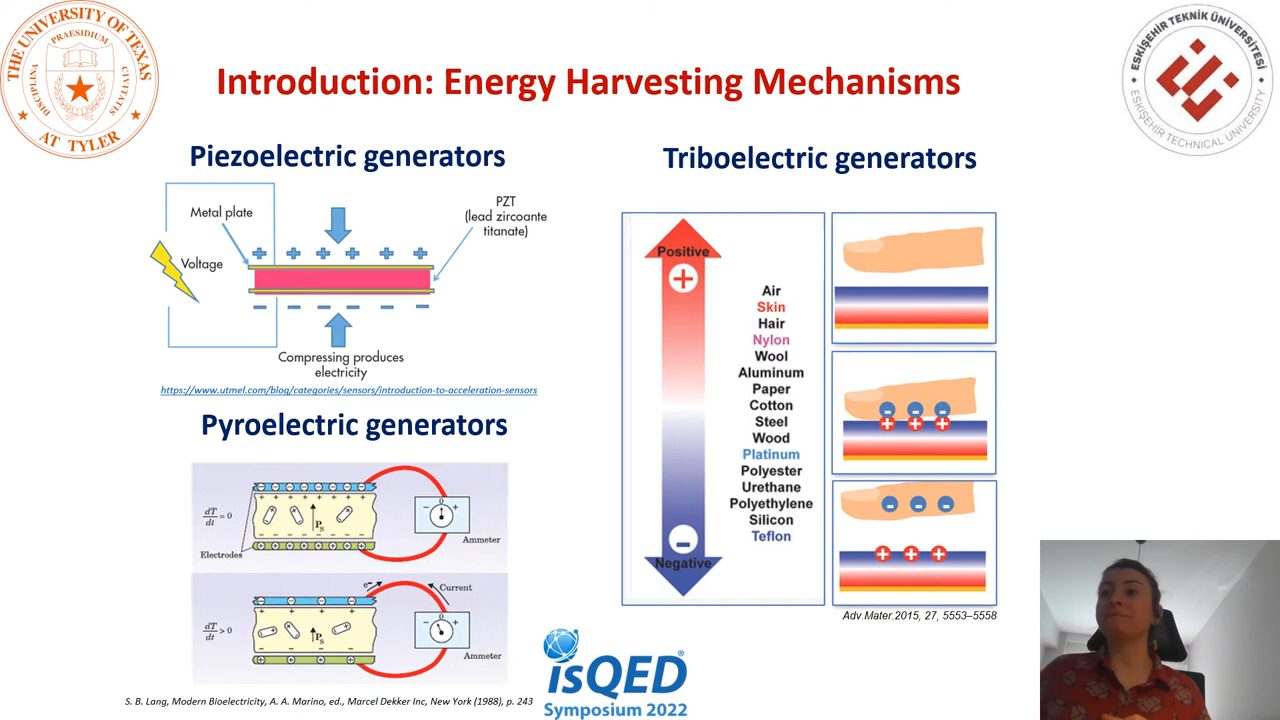 THE UNIVERSITY OF TEXAS
AT TYLER
PRAESIDIUM
DISCIPLINA
CIVITATIS
ESKİŞEHİR TEKNİK ÜNİVERSİTESİ
ESKİŞEHİR TECHNICAL UNIVERSITY
Introduction: Energy Harvesting Mechanisms
Piezoelectric generators
Metal plate
PZT
(lead zircoante
titanate)
Voltage
Compressing produces
electricity
https://www.utmel.com/blog/categories/sensors/introduction-to-acceleration-sensors
Pyroelectric generators
dT/dt = 0
Ps
Electrodes
- 0 +
Ammeter
e-
Current
dT/dt > 0
Ps
- 0 +
Ammeter
S. B. Lang, Modern Bioelectricity, A. A. Marino, ed., Marcel Dekker Inc, New York (1988), p. 243
Triboelectric generators
Positive
Air
Skin
Hair
Nylon
Wool
Aluminum
Paper
Cotton
Steel
Wood
Platinum
Polyester
Urethane
Polyethylene
Silicon
Teflon
Negative
Adv.Mater.2015, 27, 5553–5558
isQED®
Symposium 2022